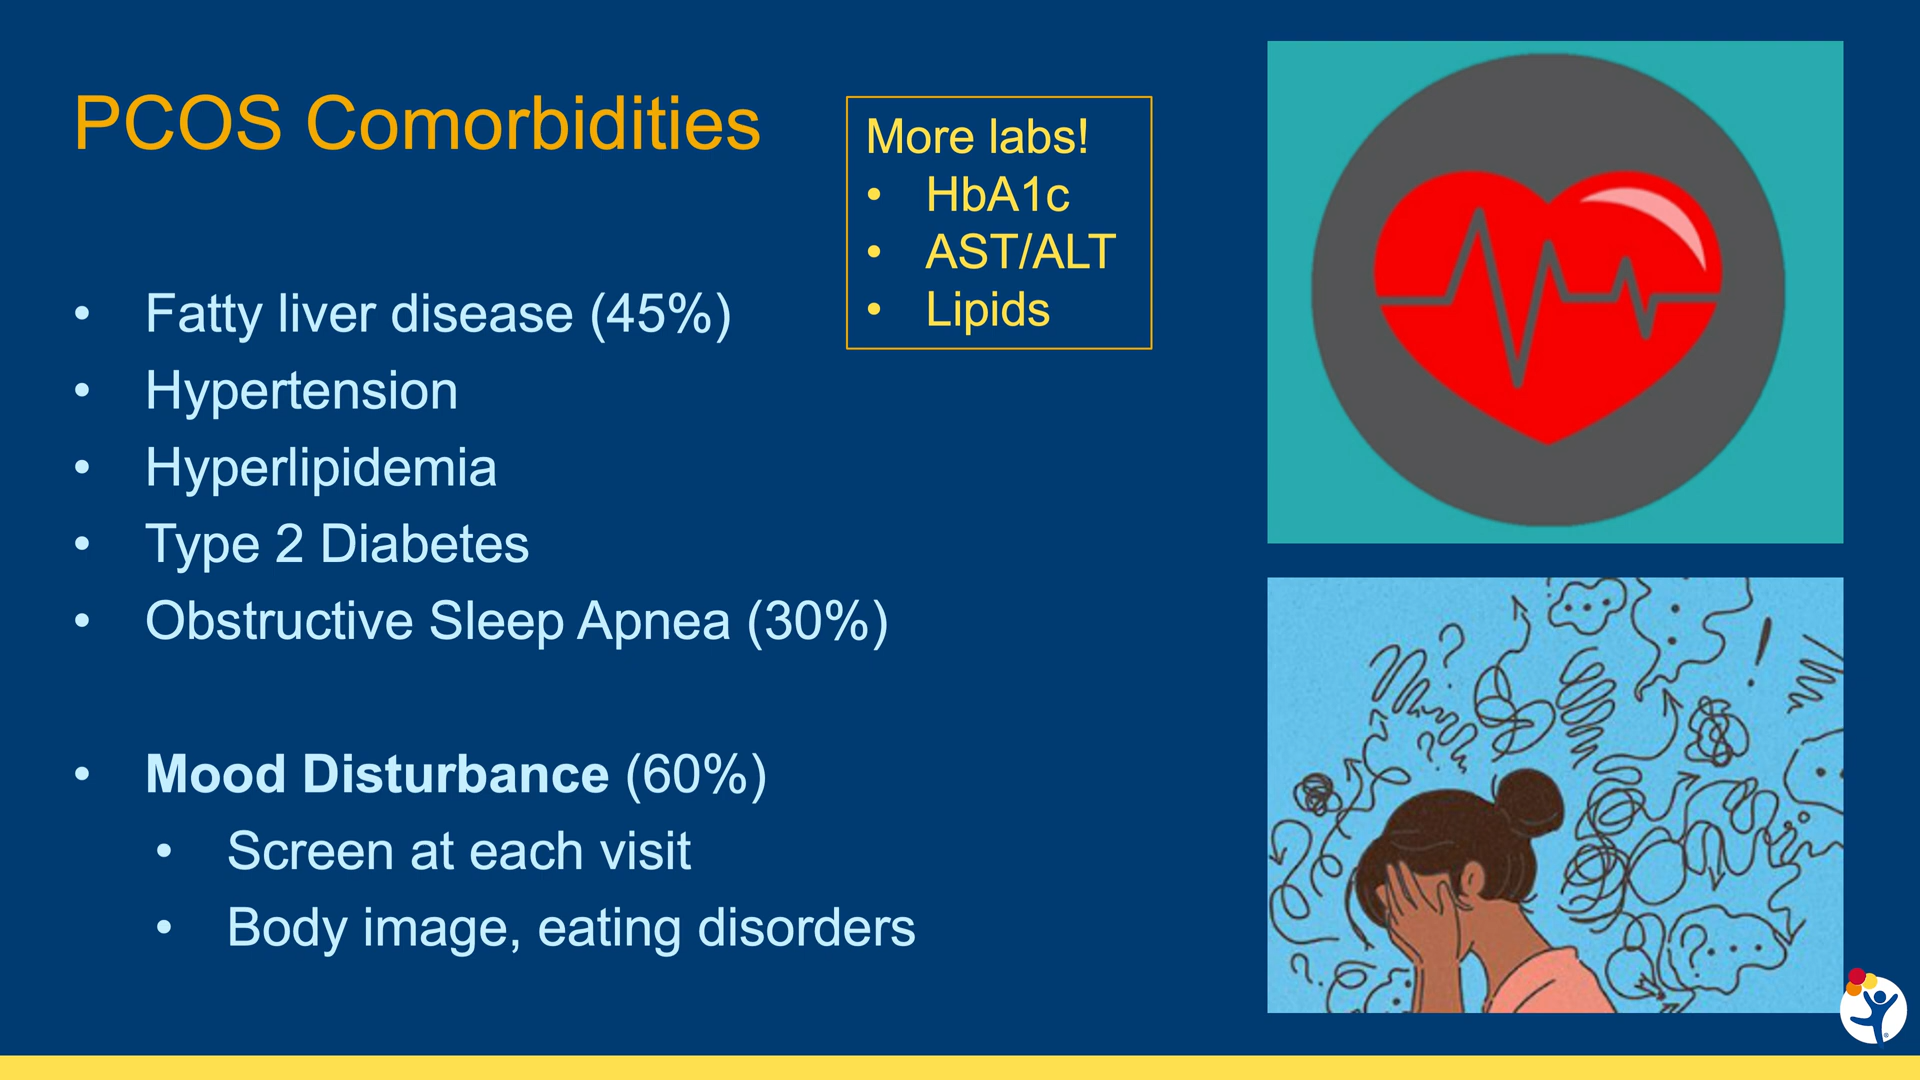 PCOS Comorbidities
More labs!
• HbA1c
• AST/ALT
• Lipids
• Fatty liver disease (45%)
• Hypertension
• Hyperlipidemia
• Type 2 Diabetes
• Obstructive Sleep Apnea (30%)
• Mood Disturbance (60%)
• Screen at each visit
• Body image, eating disorders